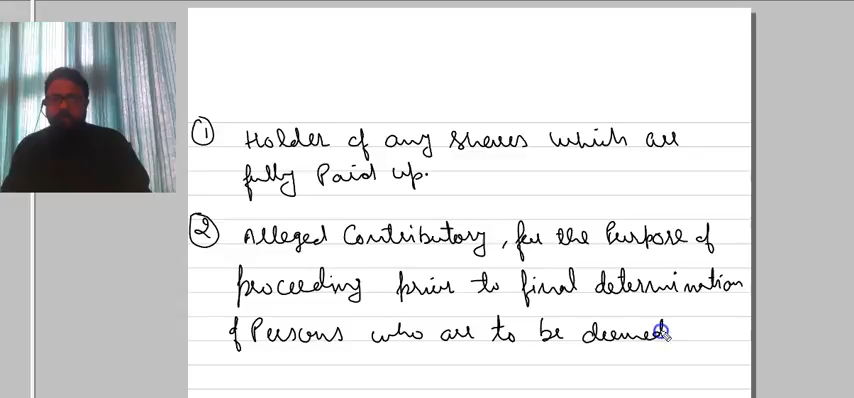 ① Holder of any shares which are
fully Paid up.
② Alleged Contributory, for the Purpose of
proceeding prior to final determination
of Persons who are to be deemed